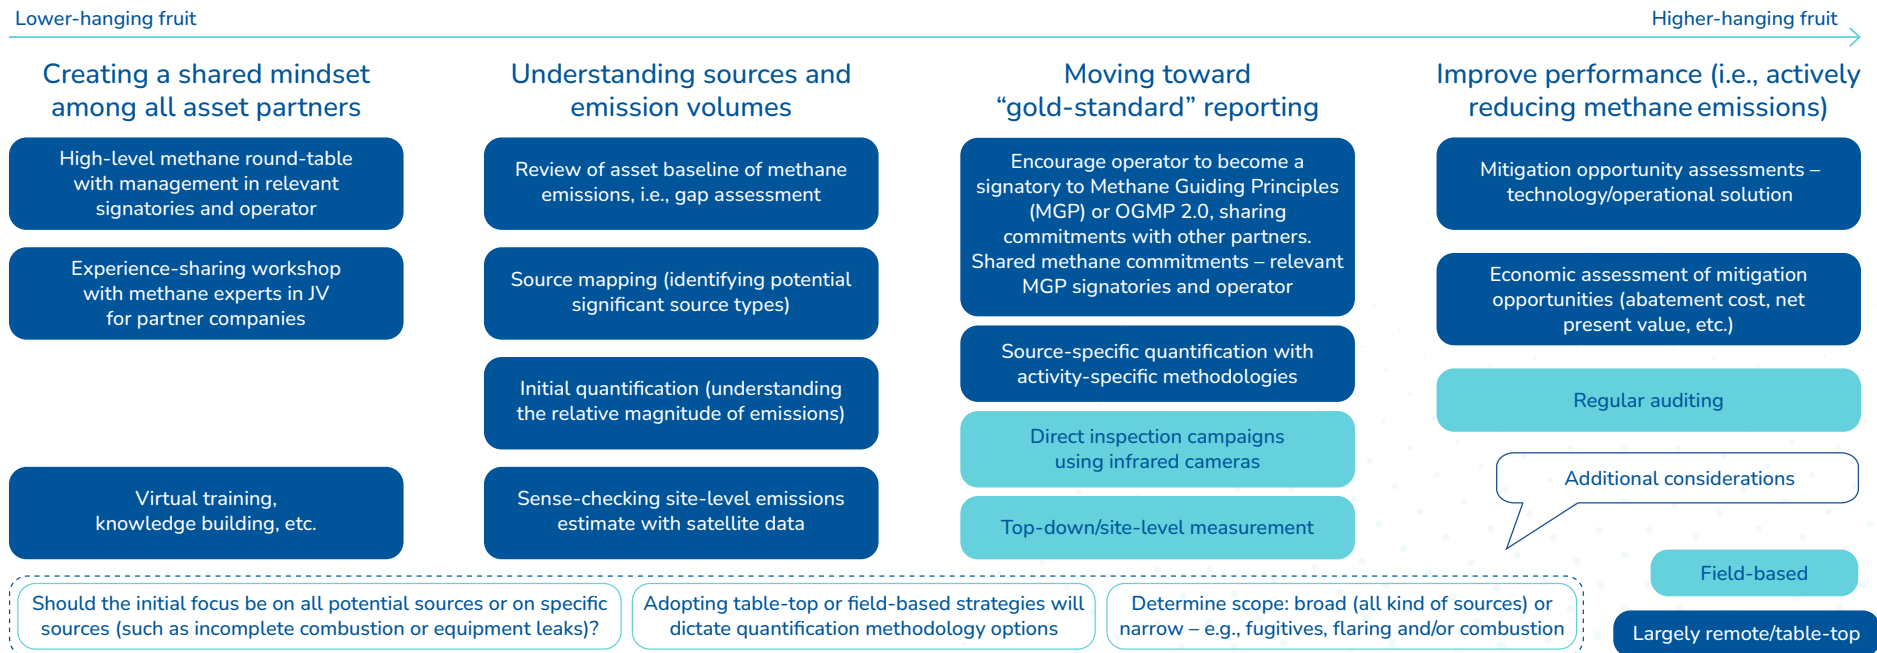 Lower-hanging fruit
Higher-hanging fruit
Creating a shared mindset
among all asset partners
High-level methane round-table
with management in relevant
signatories and operator
Experience-sharing workshop
with methane experts in JV
for partner companies
Virtual training,
knowledge building, etc.
Understanding sources and
emission volumes
Review of asset baseline of methane
emissions, i.e., gap assessment
Source mapping (identifying potential
significant source types)
Initial quantification (understanding
the relative magnitude of emissions)
Sense-checking site-level emissions
estimate with satellite data
Moving toward
“gold-standard” reporting
Encourage operator to become a
signatory to Methane Guiding Principles
(MGP) or OGMP 2.0, sharing
commitments with other partners.
Shared methane commitments – relevant
MGP signatories and operator
Source-specific quantification with
activity-specific methodologies
Direct inspection campaigns
using infrared cameras
Top-down/site-level measurement
Improve performance (i.e., actively
reducing methane emissions)
Mitigation opportunity assessments –
technology/operational solution
Economic assessment of mitigation
opportunities (abatement cost, net
present value, etc.)
Regular auditing
Additional considerations
Should the initial focus be on all potential sources or on specific
sources (such as incomplete combustion or equipment leaks)?
Adopting table-top or field-based strategies will
dictate quantification methodology options
Determine scope: broad (all kind of sources) or
narrow – e.g., fugitives, flaring and/or combustion
Field-based
Largely remote/table-top